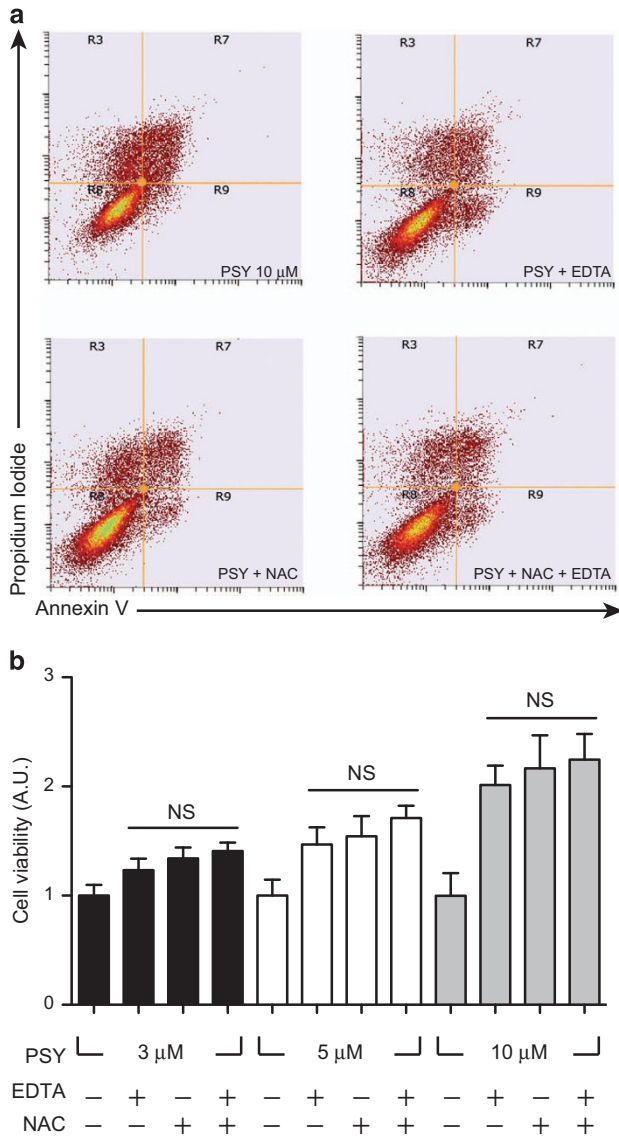 a
R3 R7
R8 R9
PSY 10 μM
R3 R7
R8 R9
PSY + EDTA
R3 R7
R8 R9
PSY + NAC
R3 R7
R8 R9
PSY + NAC + EDTA
Propidium Iodide
Annexin V
b
Cell viability (A.U.)
3
2
1
0
NS
NS
NS
PSY 3 μM 5 μM 10 μM
EDTA − + − + − + − + − + − +
NAC − − + + − − + + − − + +